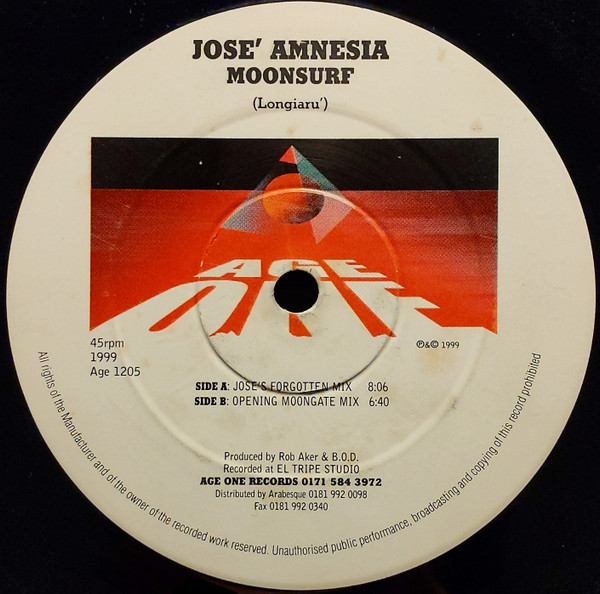 JOSE' AMNESIA
MOONSURF
(Longiaru')
AGE
ONE
45rpm
1999
Age 1205
℗&© 1999
SIDE A: JOSE'S FORGOTTEN MIX 8:06
SIDE B: OPENING MOONGATE MIX 6:40
Produced by Rob Aker & B.O.D.
Recorded at EL TRIPE STUDIO
AGE ONE RECORDS 0171 584 3972
Distributed by Arabesque 0181 992 0098
Fax 0181 992 0340
All rights of the Manufacturer and of the owner of the recorded work reserved. Unauthorised public performance, broadcasting and copying of this record prohibited